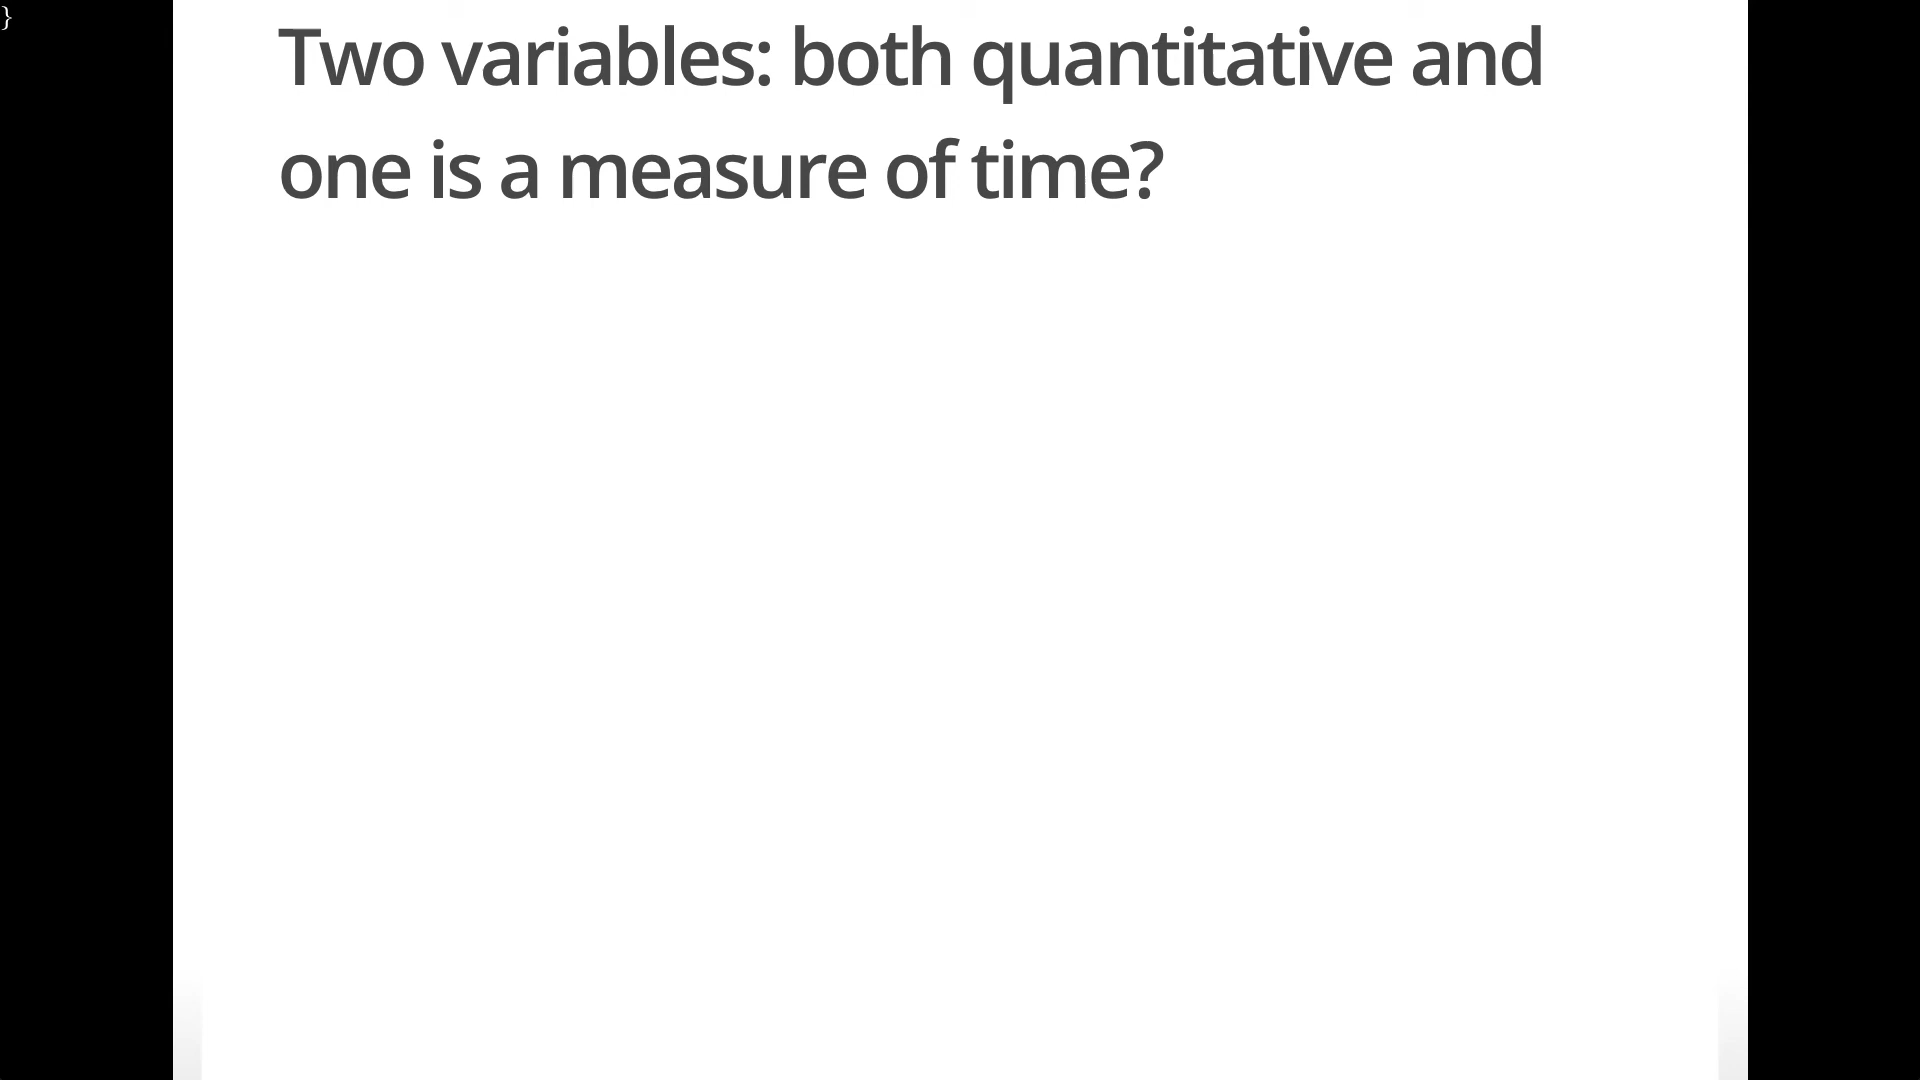 }
Two variables: both quantitative and
one is a measure of time?